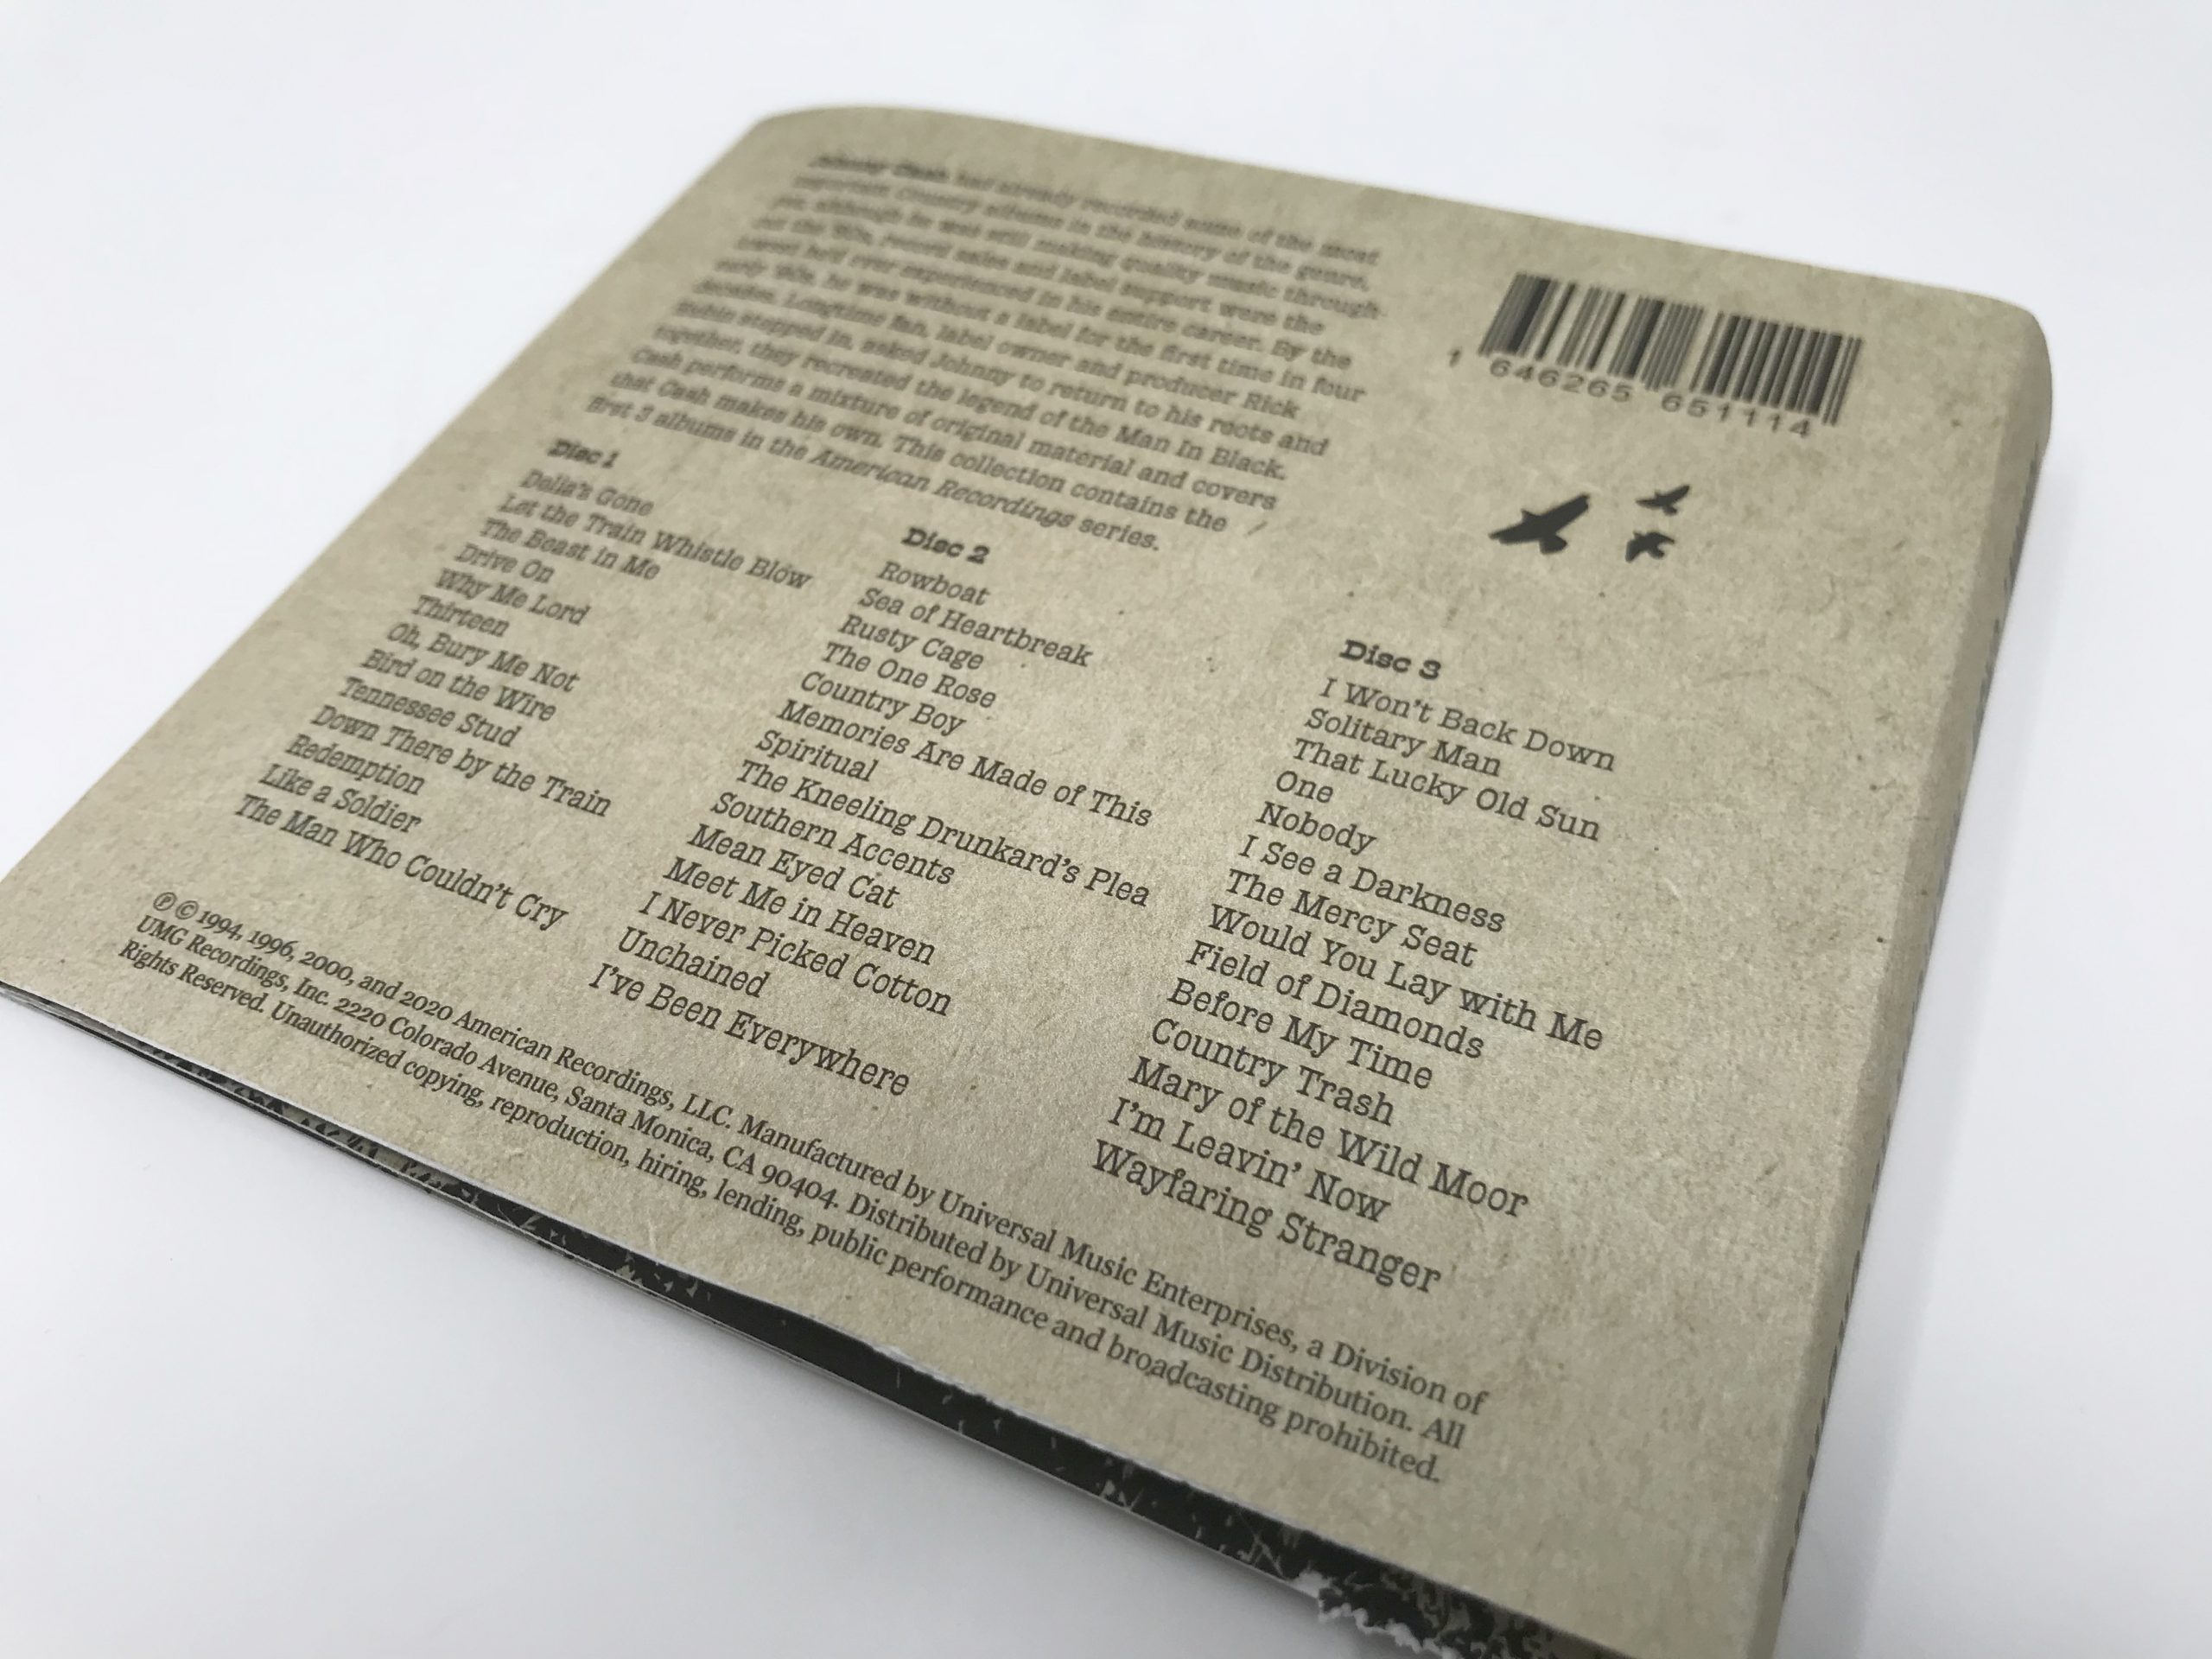 Johnny Cash had already recorded some of the most
important Country albums in the history of the genre,
yet, although he was still making quality music through-
out the '80s, record sales and label support were the
lowest he'd ever experienced in his entire career. By the
early '90s, he was without a label for the first time in four
decades. Longtime fan, label owner and producer Rick
Rubin stepped in, asked Johnny to return to his roots and
together, they recreated the legend of the Man In Black.
Cash performs a mixture of original material and covers
that Cash makes his own. This collection contains the
first 3 albums in the American Recordings series.
1 646265 651114
Disc 1
Delia's Gone
Let the Train Whistle Blow
The Beast in Me
Drive On
Why Me Lord
Thirteen
Oh, Bury Me Not
Bird on the Wire
Tennessee Stud
Down There by the Train
Redemption
Like a Soldier
The Man Who Couldn't Cry
Disc 2
Rowboat
Sea of Heartbreak
Rusty Cage
The One Rose
Country Boy
Memories Are Made of This
Spiritual
The Kneeling Drunkard's Plea
Southern Accents
Mean Eyed Cat
Meet Me in Heaven
I Never Picked Cotton
Unchained
I've Been Everywhere
Disc 3
I Won't Back Down
Solitary Man
That Lucky Old Sun
One
Nobody
I See a Darkness
The Mercy Seat
Would You Lay with Me
Field of Diamonds
Before My Time
Country Trash
Mary of the Wild Moor
I'm Leavin' Now
Wayfaring Stranger
℗ © 1994, 1996, 2000, and 2020 American Recordings, LLC. Manufactured by Universal Music Enterprises, a Division of
UMG Recordings, Inc. 2220 Colorado Avenue, Santa Monica, CA 90404. Distributed by Universal Music Distribution. All
Rights Reserved. Unauthorized copying, reproduction, hiring, lending, public performance and broadcasting prohibited.